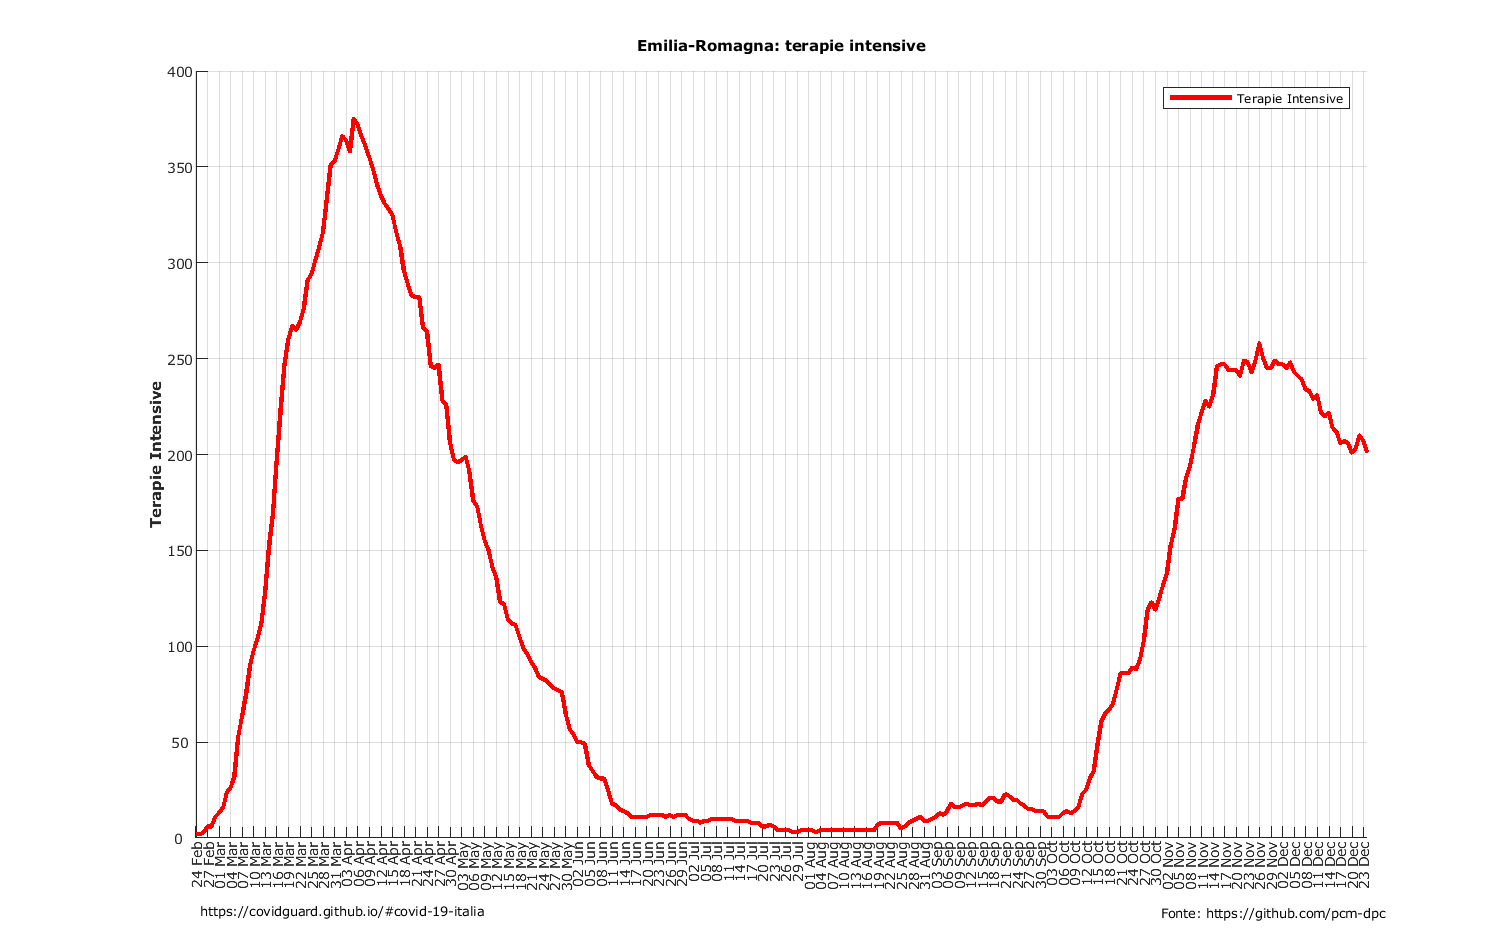 Emilia-Romagna: terapie intensive
Terapie Intensive
400
350
300
250
200
150
100
50
0
Terapie Intensive
24 Feb
27 Feb
01 Mar
04 Mar
07 Mar
10 Mar
13 Mar
16 Mar
19 Mar
22 Mar
25 Mar
28 Mar
31 Mar
03 Apr
06 Apr
09 Apr
12 Apr
15 Apr
18 Apr
21 Apr
24 Apr
27 Apr
30 Apr
03 May
06 May
09 May
12 May
15 May
18 May
21 May
24 May
27 May
30 May
02 Jun
05 Jun
08 Jun
11 Jun
14 Jun
17 Jun
20 Jun
23 Jun
26 Jun
29 Jun
02 Jul
05 Jul
08 Jul
11 Jul
14 Jul
17 Jul
20 Jul
23 Jul
26 Jul
29 Jul
01 Aug
04 Aug
07 Aug
10 Aug
13 Aug
16 Aug
19 Aug
22 Aug
25 Aug
28 Aug
31 Aug
03 Sep
06 Sep
09 Sep
12 Sep
15 Sep
18 Sep
21 Sep
24 Sep
27 Sep
30 Sep
03 Oct
06 Oct
09 Oct
12 Oct
15 Oct
18 Oct
21 Oct
24 Oct
27 Oct
30 Oct
02 Nov
05 Nov
08 Nov
11 Nov
14 Nov
17 Nov
20 Nov
23 Nov
26 Nov
29 Nov
02 Dec
05 Dec
08 Dec
11 Dec
14 Dec
17 Dec
20 Dec
23 Dec
https://covidguard.github.io/#covid-19-italia
Fonte: https://github.com/pcm-dpc